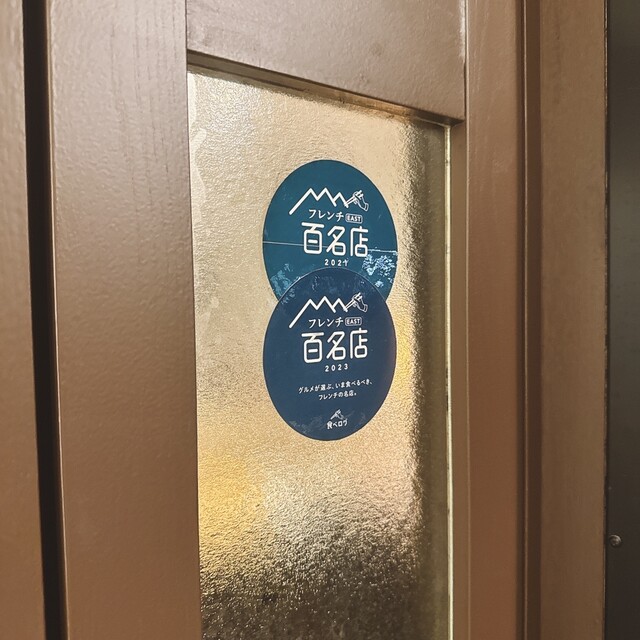 フレンチ EAST
百名店
2021
フレンチ EAST
百名店
2023
グルメが選ぶ、いま食べるべき、
フレンチの名店。
食べログ